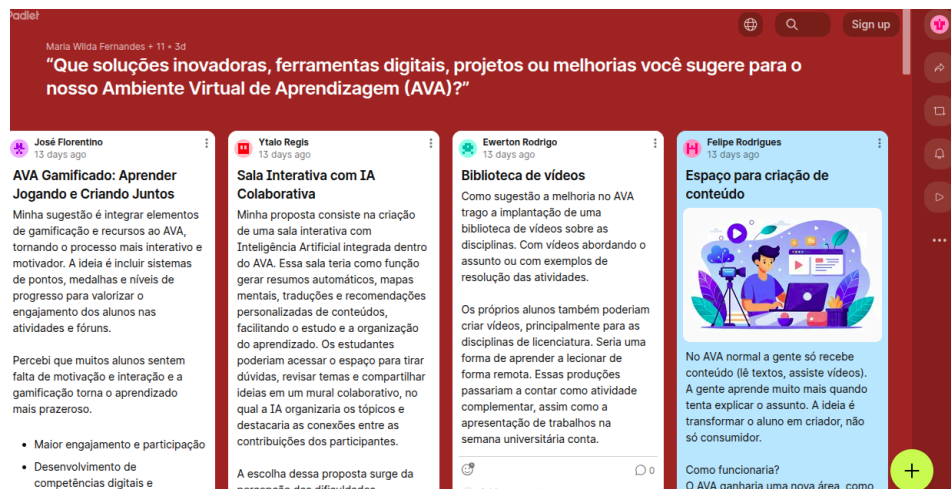 Padlet
Sign up
Maria Wilda Fernandes + 11 • 3d
“Que soluções inovadoras, ferramentas digitais, projetos ou melhorias você sugere para o
nosso Ambiente Virtual de Aprendizagem (AVA)?”
José Florentino
13 days ago
AVA Gamificado: Aprender
Jogando e Criando Juntos
Minha sugestão é integrar elementos
de gamificação e recursos ao AVA,
tornando o processo mais interativo e
motivador. A ideia é incluir sistemas
de pontos, medalhas e níveis de
progresso para valorizar o
engajamento dos alunos nas
atividades e fóruns.
Percebi que muitos alunos sentem
falta de motivação e interação e a
gamificação torna o aprendizado
mais prazeroso.
• Maior engajamento e participação
• Desenvolvimento de
competências digitais e
Ytalo Regis
13 days ago
Sala Interativa com IA
Colaborativa
Minha proposta consiste na criação
de uma sala interativa com
Inteligência Artificial integrada dentro
do AVA. Essa sala teria como função
gerar resumos automáticos, mapas
mentais, traduções e recomendações
personalizadas de conteúdos,
facilitando o estudo e a organização
do aprendizado. Os estudantes
poderiam acessar o espaço para tirar
dúvidas, revisar temas e compartilhar
ideias em um mural colaborativo, no
qual a IA organizaria os tópicos e
destacaria as conexões entre as
contribuições dos participantes.
A escolha dessa proposta surge da
percepção das dificuldades
Ewerton Rodrigo
13 days ago
Biblioteca de vídeos
Como sugestão a melhoria no AVA
trago a implantação de uma
biblioteca de vídeos sobre as
disciplinas. Com vídeos abordando o
assunto ou com exemplos de
resolução das atividades.
Os próprios alunos também poderiam
criar vídeos, principalmente para as
disciplinas de licenciatura. Seria uma
forma de aprender a lecionar de
forma remota. Essas produções
passariam a contar como atividade
complementar, assim como a
apresentação de trabalhos na
semana universitária conta.
0
Felipe Rodrigues
13 days ago
Espaço para criação de
conteúdo
No AVA normal a gente só recebe
conteúdo (lê textos, assiste vídeos).
A gente aprende muito mais quando
tenta explicar o assunto. A ideia é
transformar o aluno em criador, não
só consumidor.
Como funcionaria?
O AVA ganharia uma nova área, como